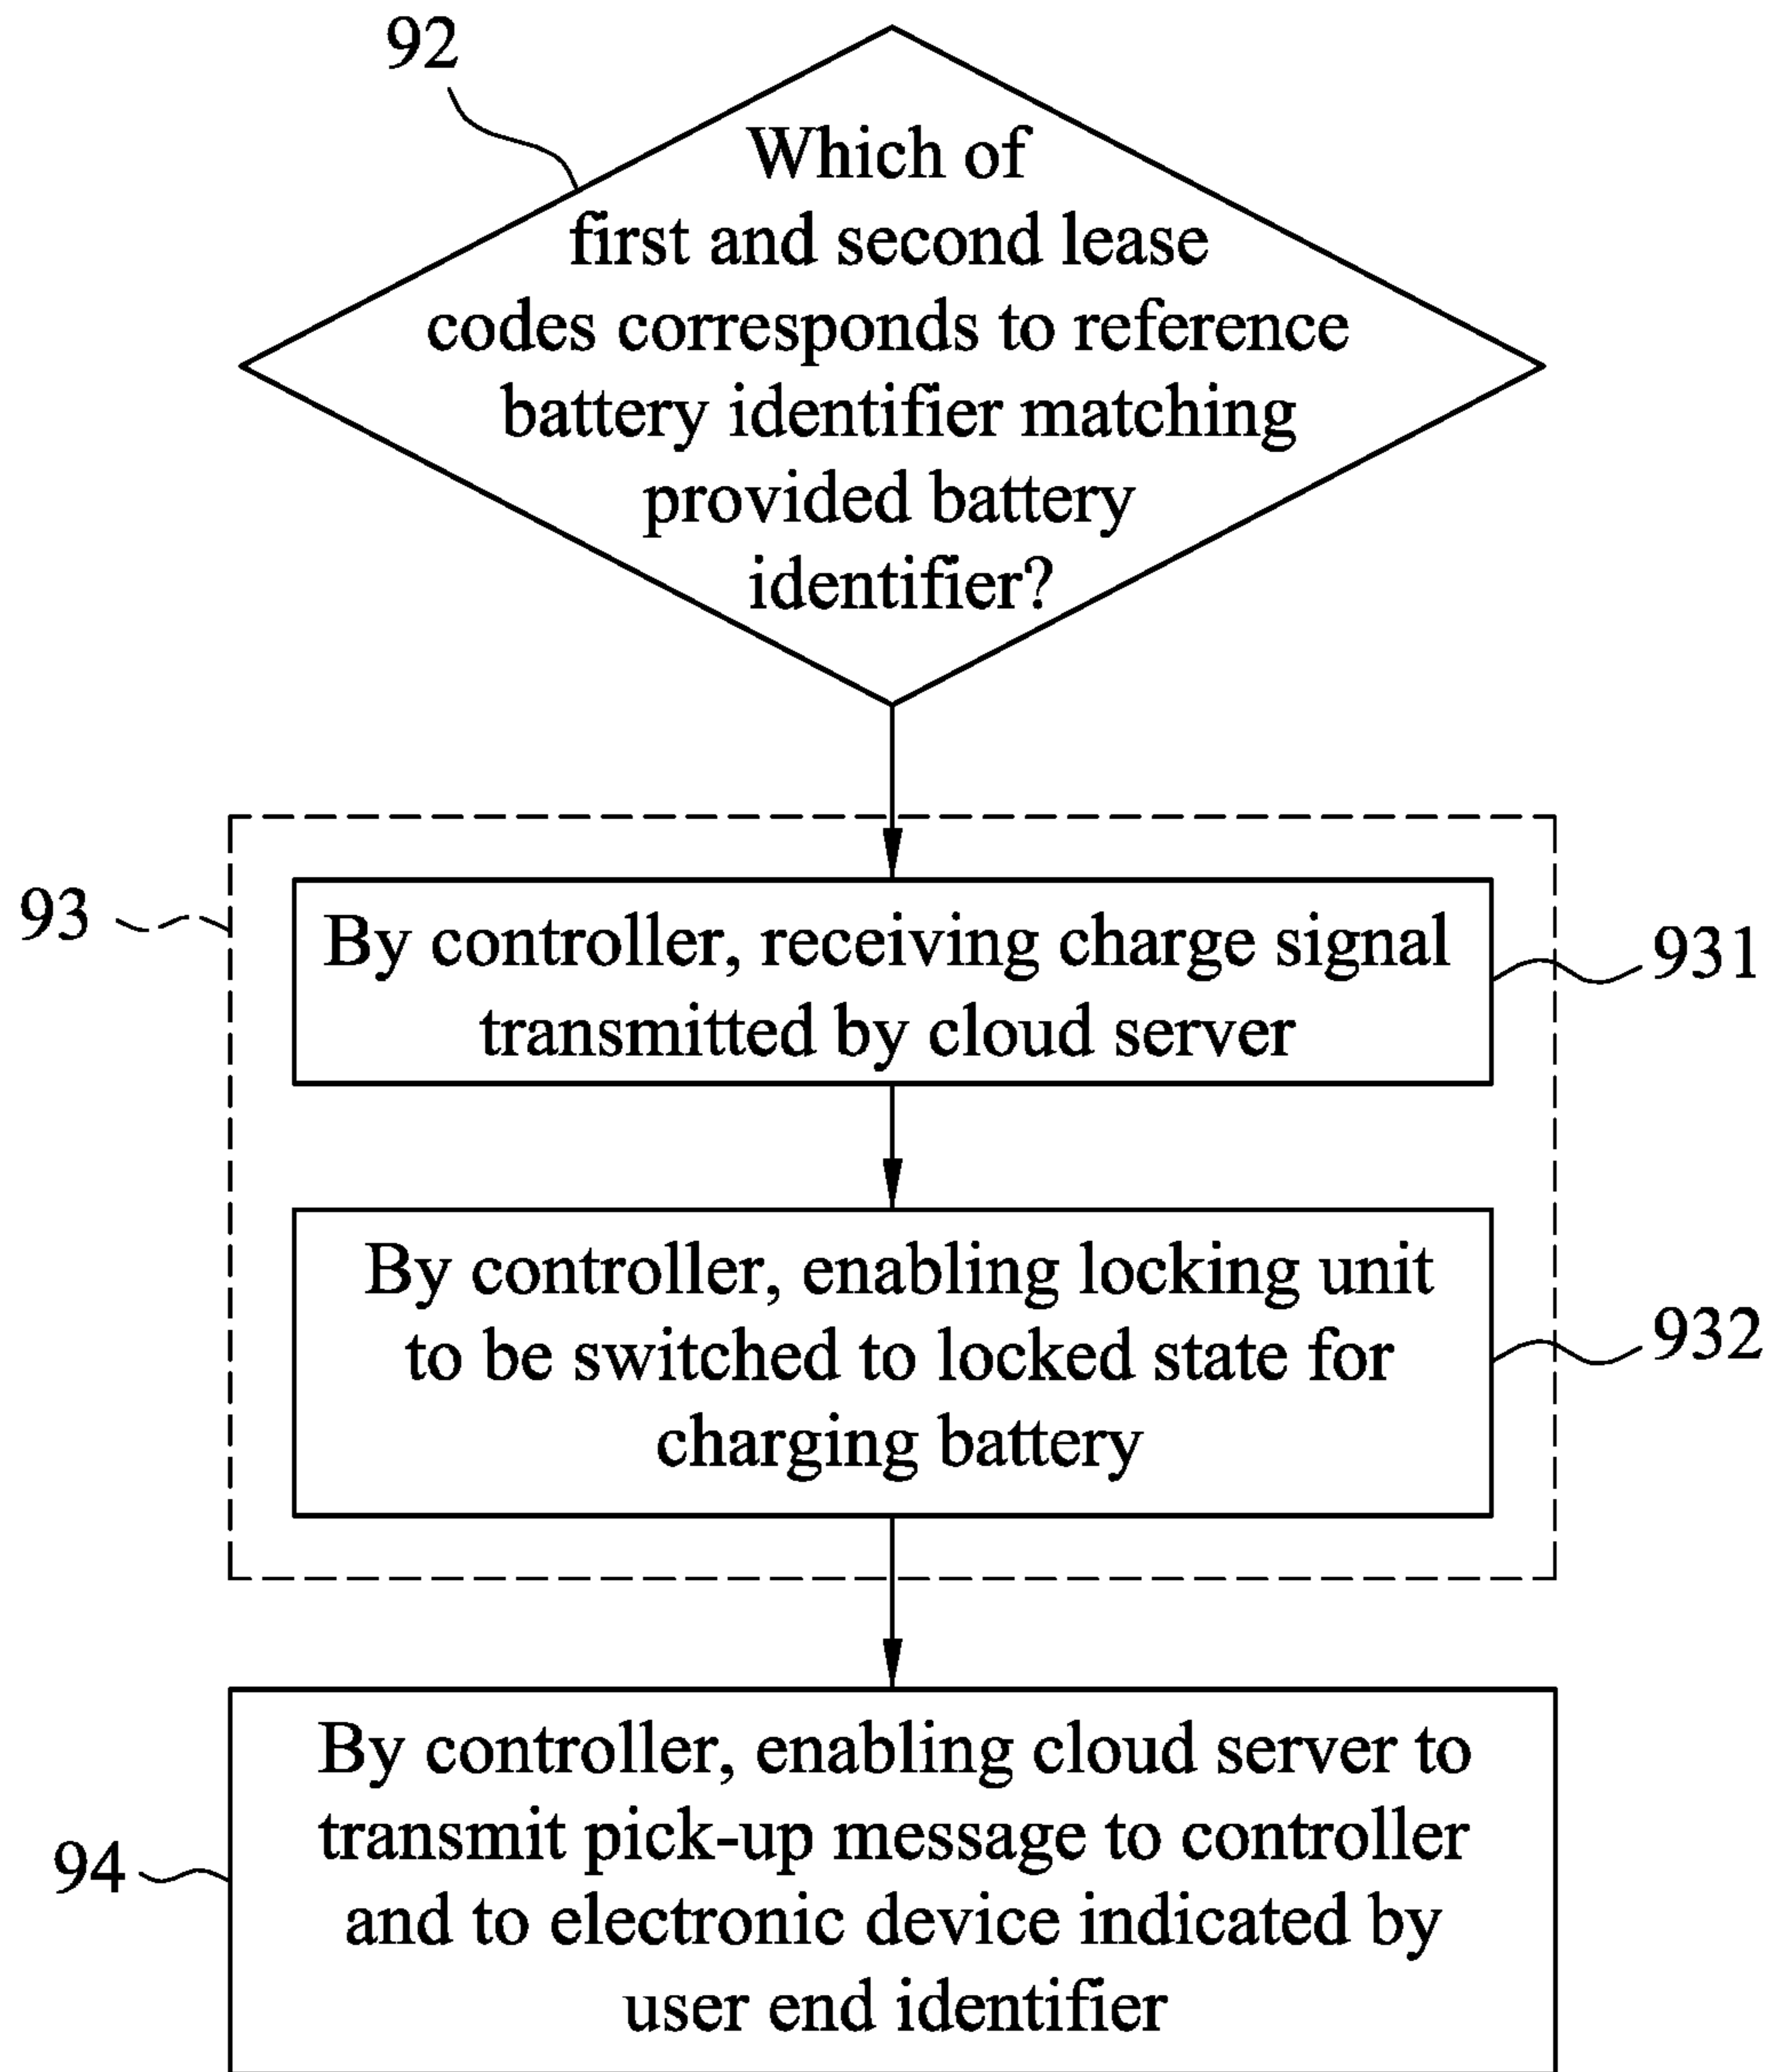 92
Which of
first and second lease
codes corresponds to reference
battery identifier matching
provided battery
identifier?
93
By controller, receiving charge signal
transmitted by cloud server
931
By controller, enabling locking unit
to be switched to locked state for
charging battery
932
By controller, enabling cloud server to
transmit pick-up message to controller
and to electronic device indicated by
user end identifier
94